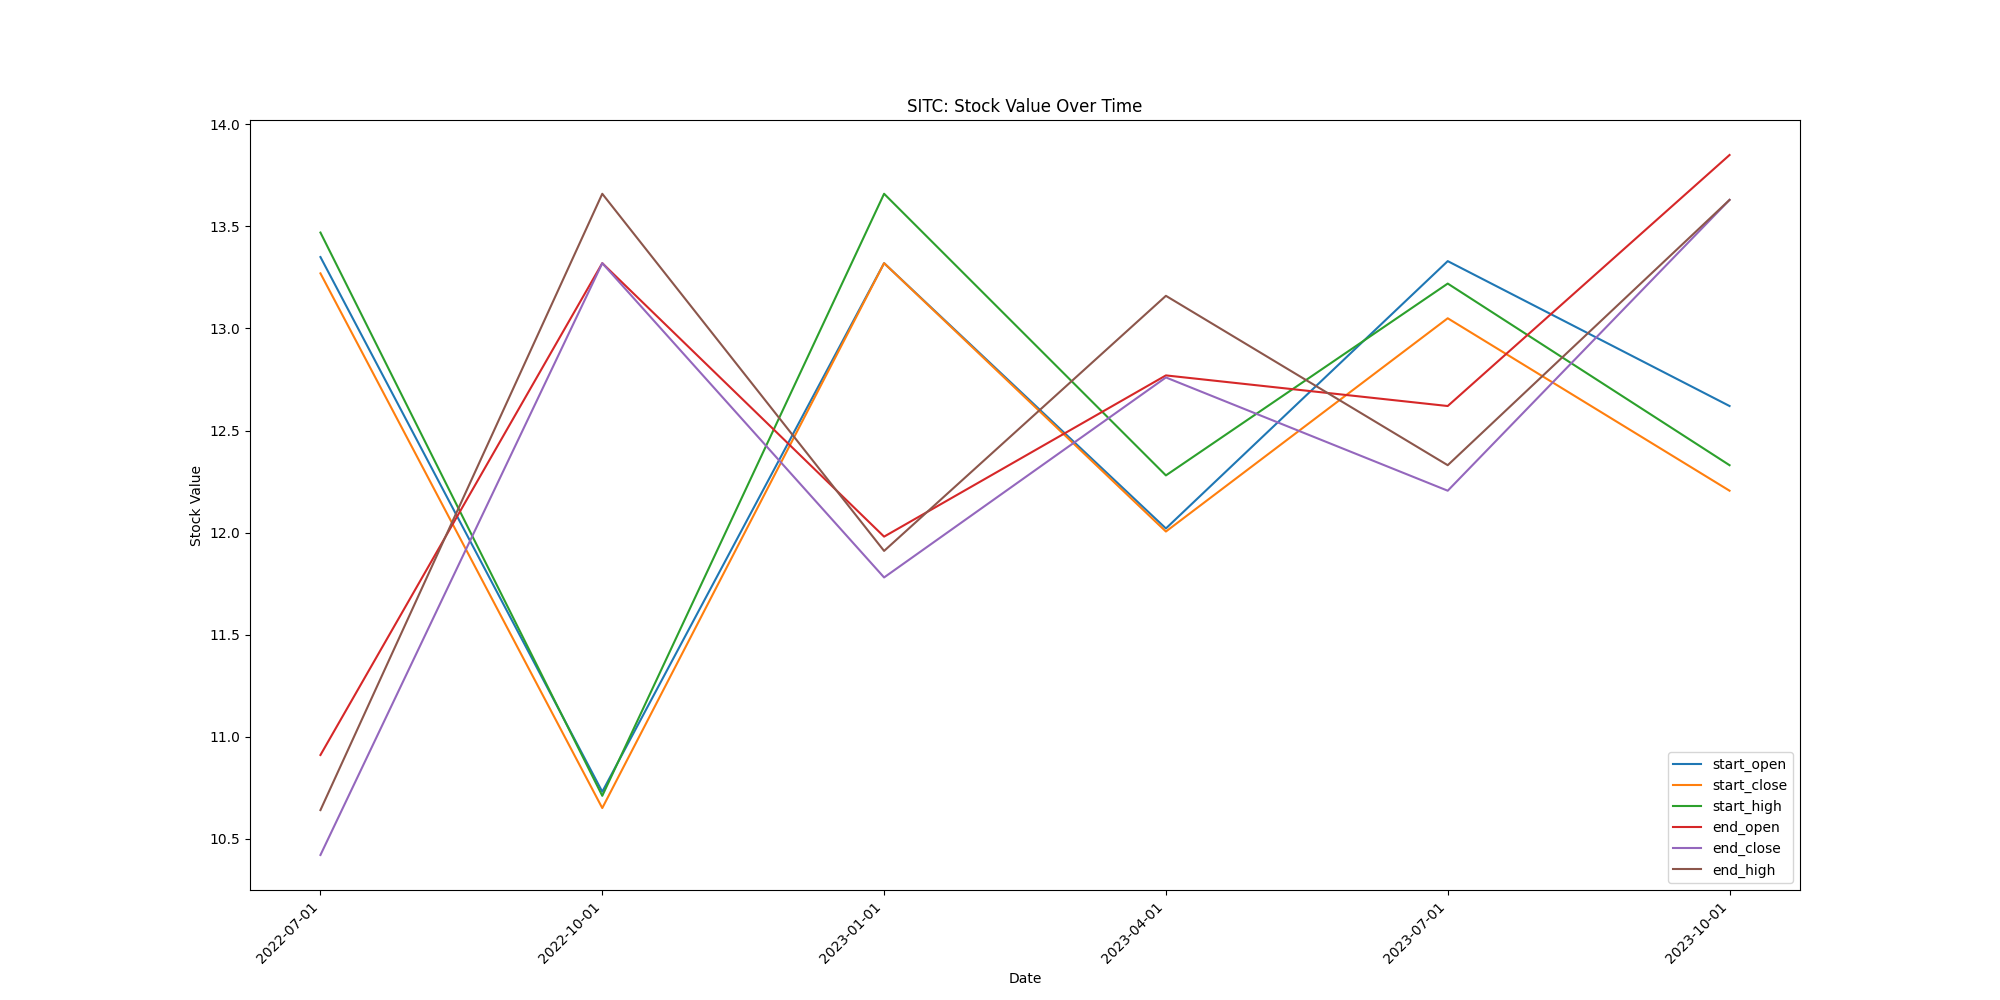 SITC: Stock Value Over Time
14.0
13.5
13.0
12.5
12.0
11.5
11.0
10.5
Stock Value
2022-07-01
2022-10-01
2023-01-01
2023-04-01
2023-07-01
2023-10-01
Date
start_open
start_close
start_high
end_open
end_close
end_high